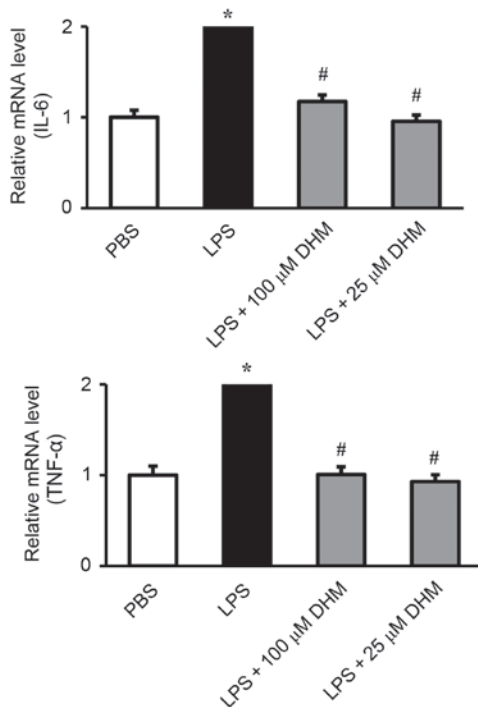 Relative mRNA level
(IL-6)
2
1
0
*
#
#
PBS
LPS
LPS + 100 μM DHM
LPS + 25 μM DHM
Relative mRNA level
(TNF-α)
2
1
0
*
#
#
PBS
LPS
LPS + 100 μM DHM
LPS + 25 μM DHM